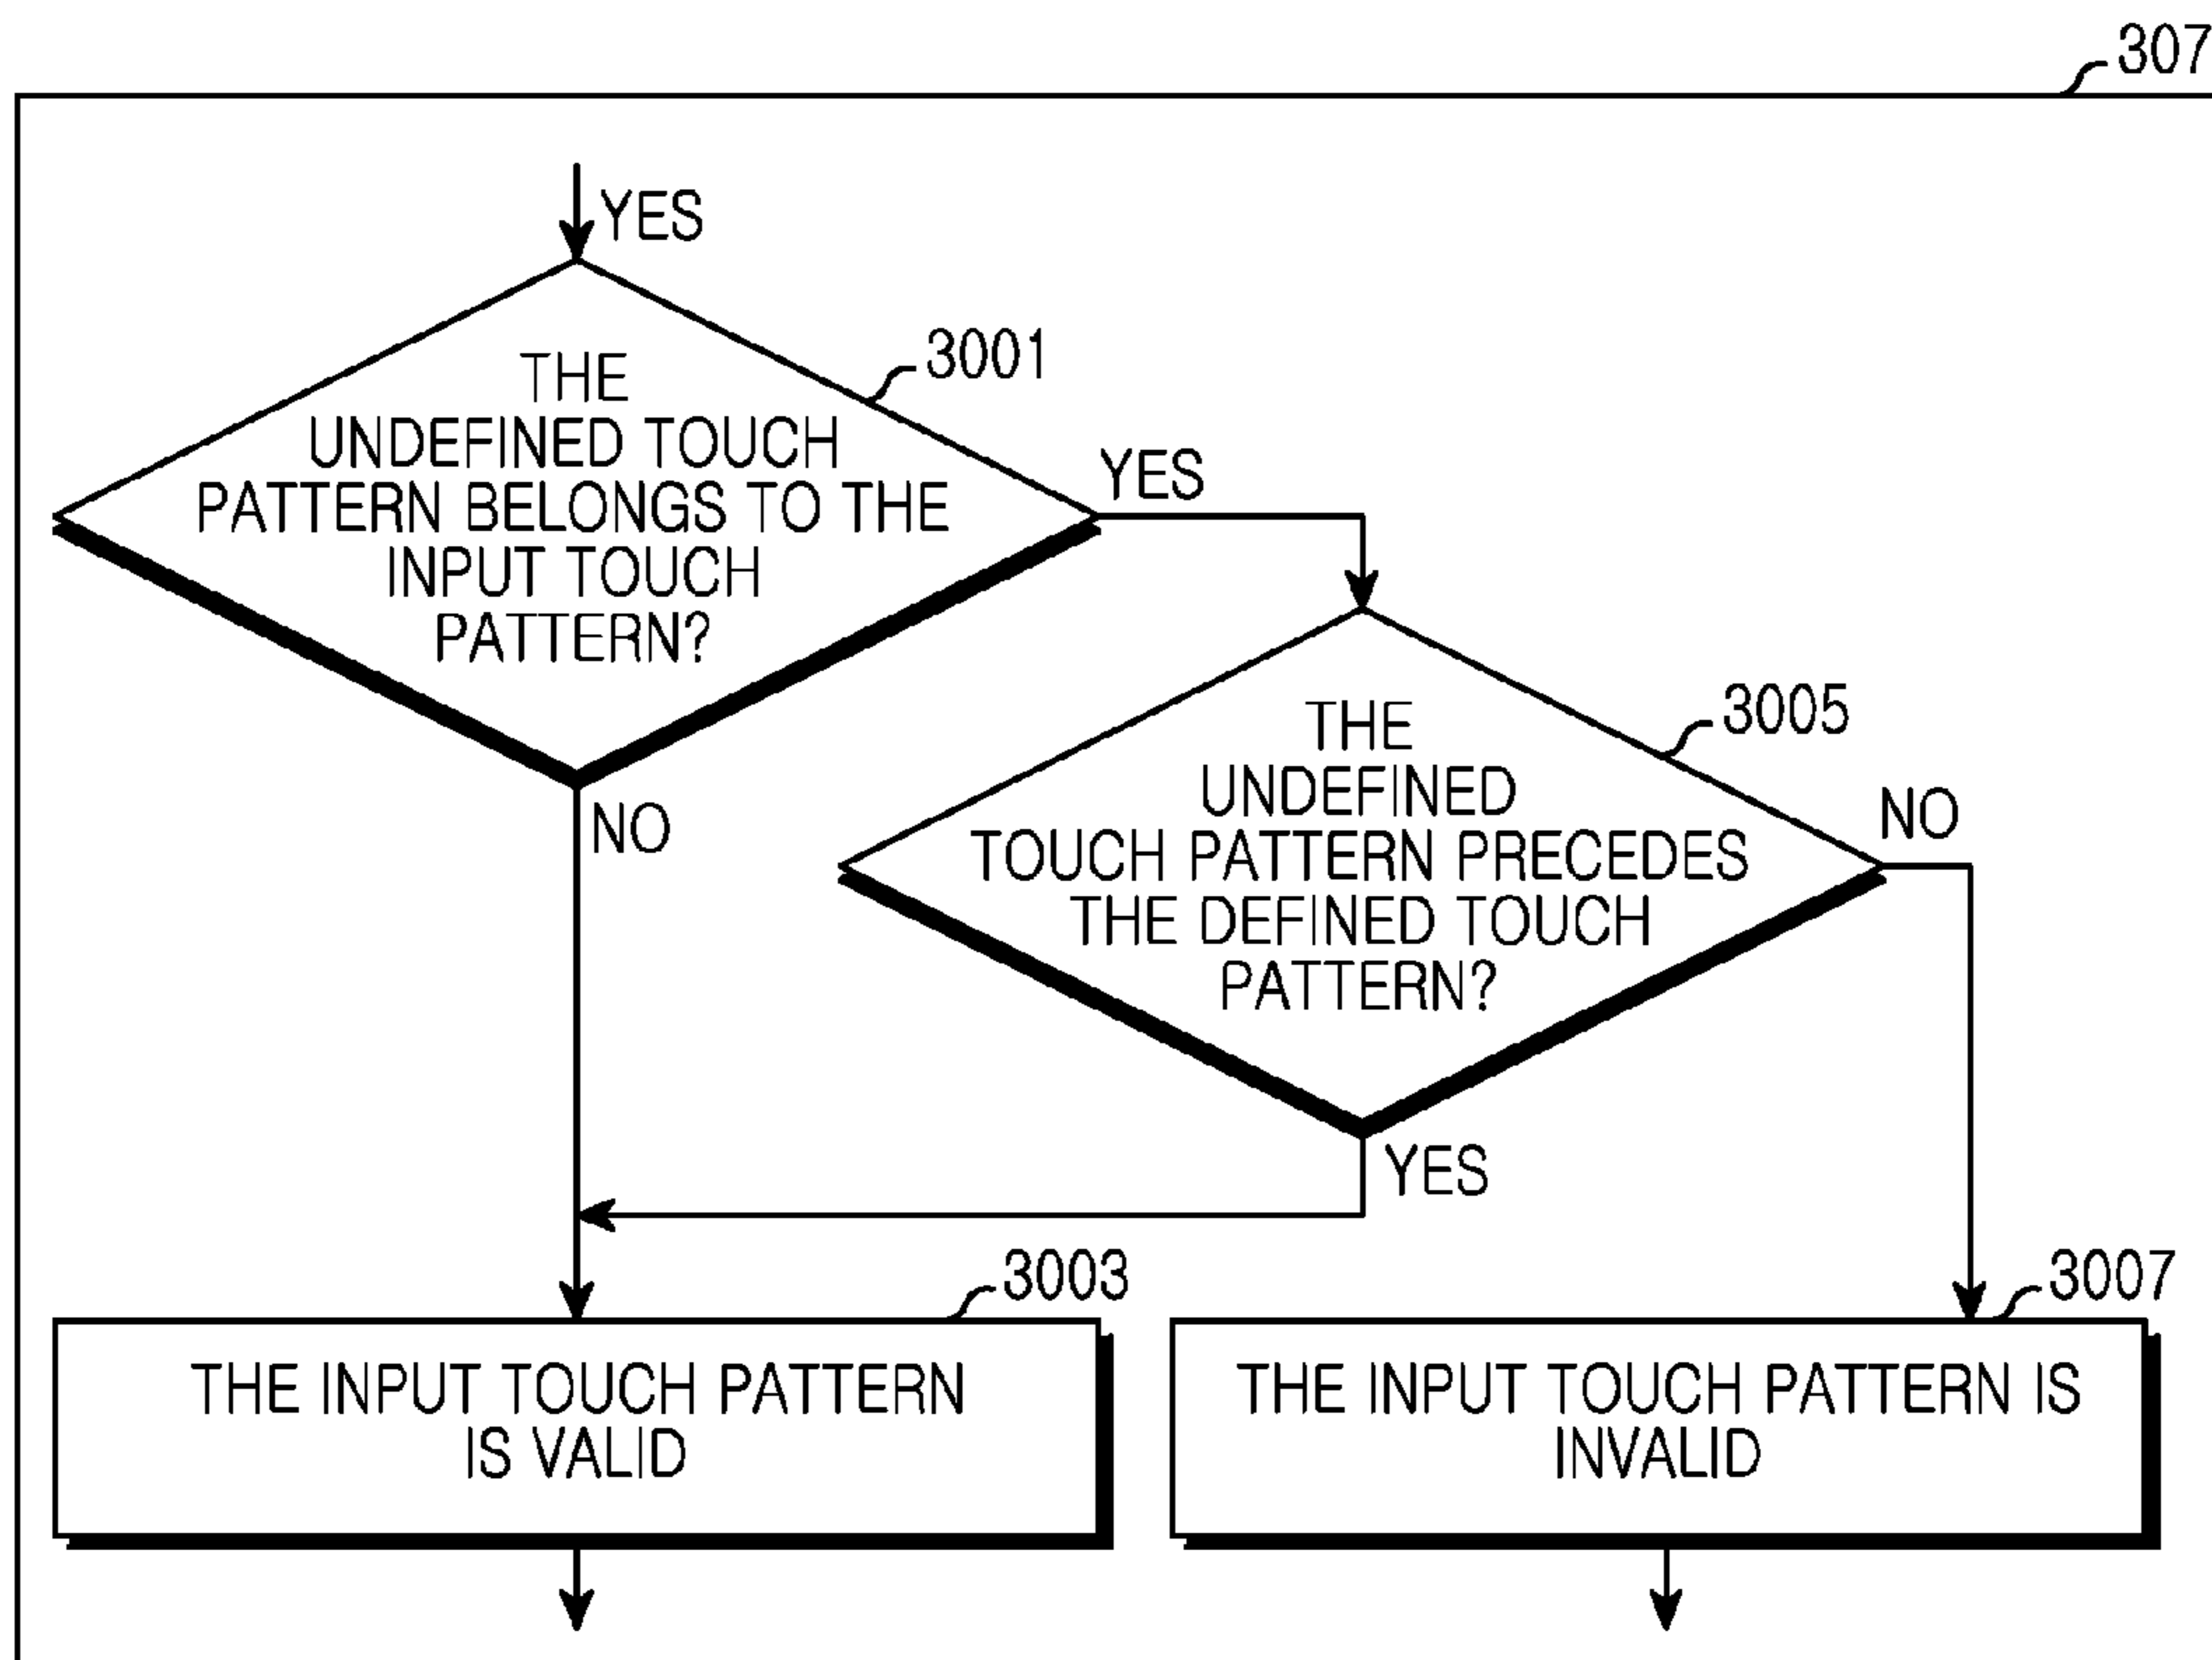 307
YES
3001
THE
UNDEFINED TOUCH
PATTERN BELONGS TO THE
INPUT TOUCH
PATTERN?
YES
NO
3005
THE
UNDEFINED
TOUCH PATTERN PRECEDES
THE DEFINED TOUCH
PATTERN?
NO
YES
3003
THE INPUT TOUCH PATTERN
IS VALID
3007
THE INPUT TOUCH PATTERN IS
INVALID